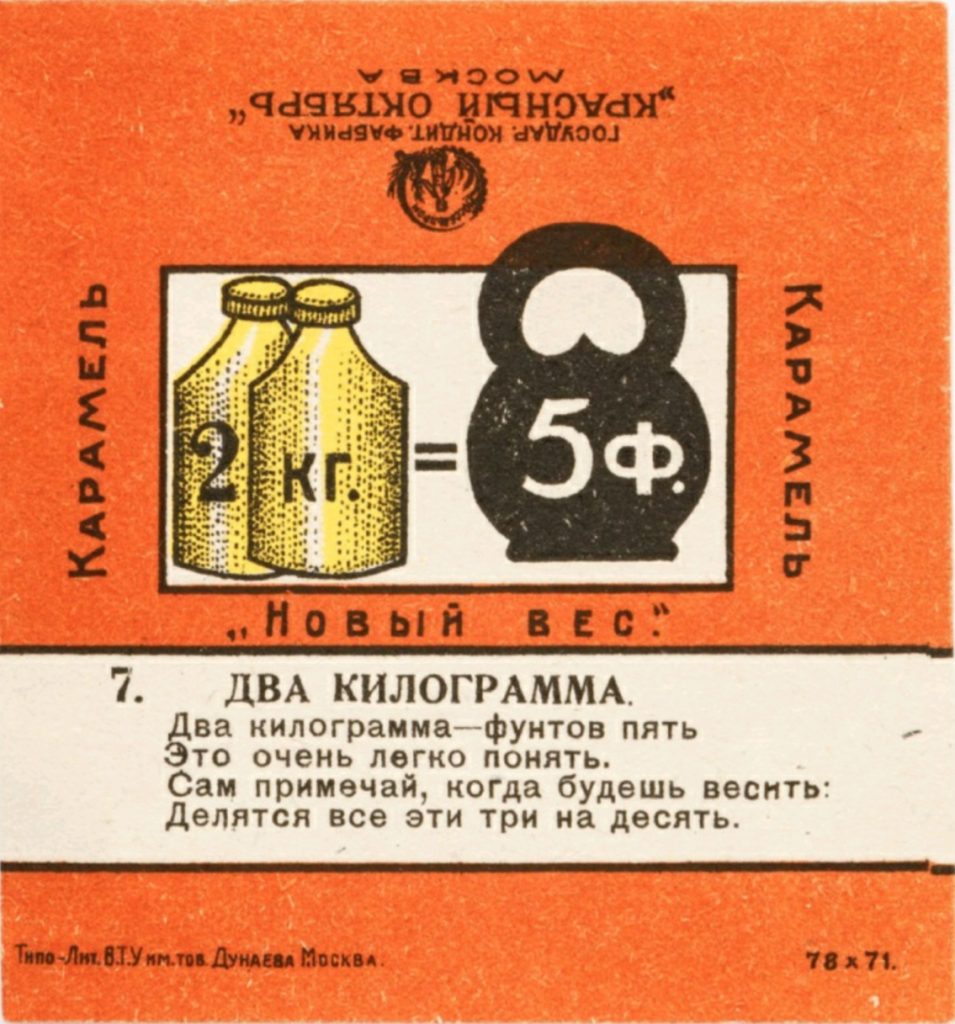 ГОСУДАР. КОНДИТ. ФАБРИКА
„КРАСНЫЙ ОКТЯБРЬ"
МОСКВА
КАРАМЕЛЬ
2 кг. = 5 Ф.
КАРАМЕЛЬ
„НОВЫЙ ВЕС."
7. ДВА КИЛОГРАММА.
Два килограмма—фунтов пять
Это очень легко понять.
Сам примечай, когда будешь весить:
Делятся все эти три на десять.
Типо-Лит. В.Т.У им. тов. Дунаева Москва.
78 х 71.